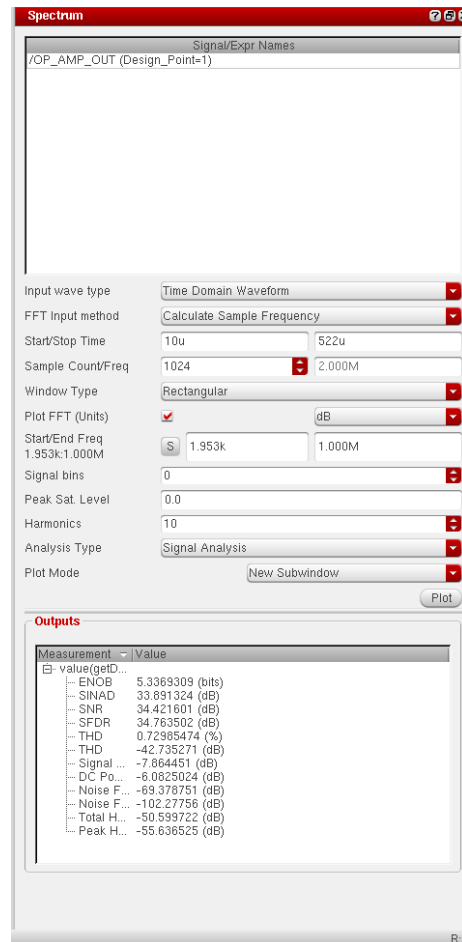 Spectrum
Signal/Expr Names
/OP_AMP_OUT (Design_Point=1)
Input wave type Time Domain Waveform
FFT Input method Calculate Sample Frequency
Start/Stop Time 10u 522u
Sample Count/Freq 1024 2.000M
Window Type Rectangular
Plot FFT (Units) dB
Start/End Freq
1.953k:1.000M S 1.953k 1.000M
Signal bins 0
Peak Sat. Level 0.0
Harmonics 10
Analysis Type Signal Analysis
Plot Mode New Subwindow
Plot
Outputs
Measurement Value
value(getD...
ENOB 5.3369309 (bits)
SINAD 33.891324 (dB)
SNR 34.421601 (dB)
SFDR 34.763502 (dB)
THD 0.72985474 (%)
THD -42.735271 (dB)
Signal ... -7.864451 (dB)
DC Po... -6.0825024 (dB)
Noise F... -69.378751 (dB)
Noise F... -102.27756 (dB)
Total H... -50.599722 (dB)
Peak H... -55.636525 (dB)
R: